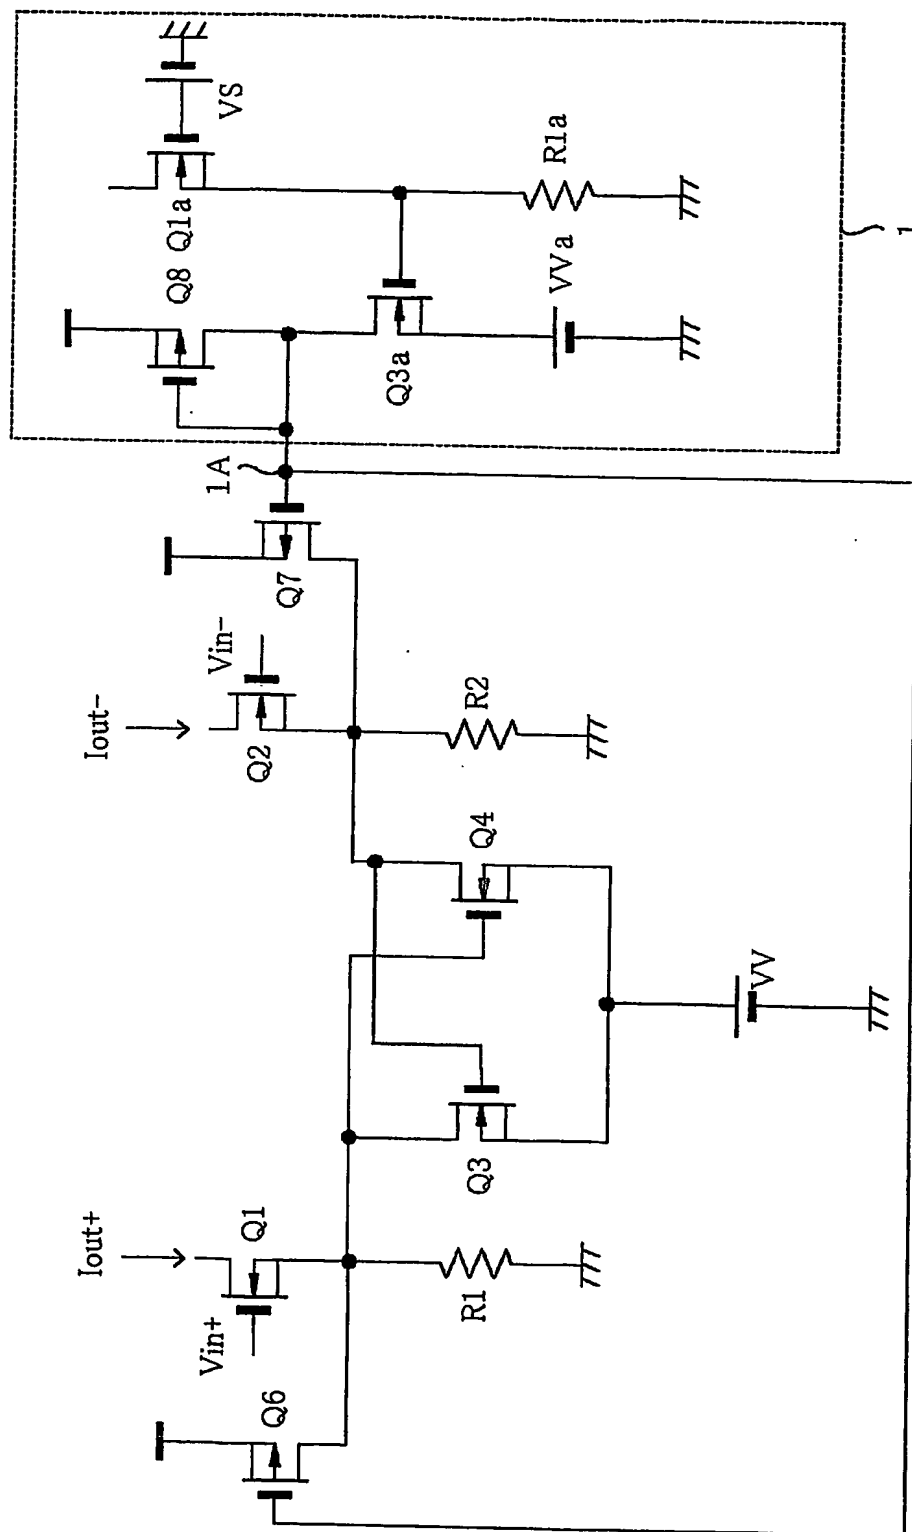 Iout+
Iout-
Vin+
Q1
Q6
R1
Q3
Q4
VV
Vin-
Q2
R2
Q7
1A
Q8
Q1a
VS
Q3a
VVa
R1a
1